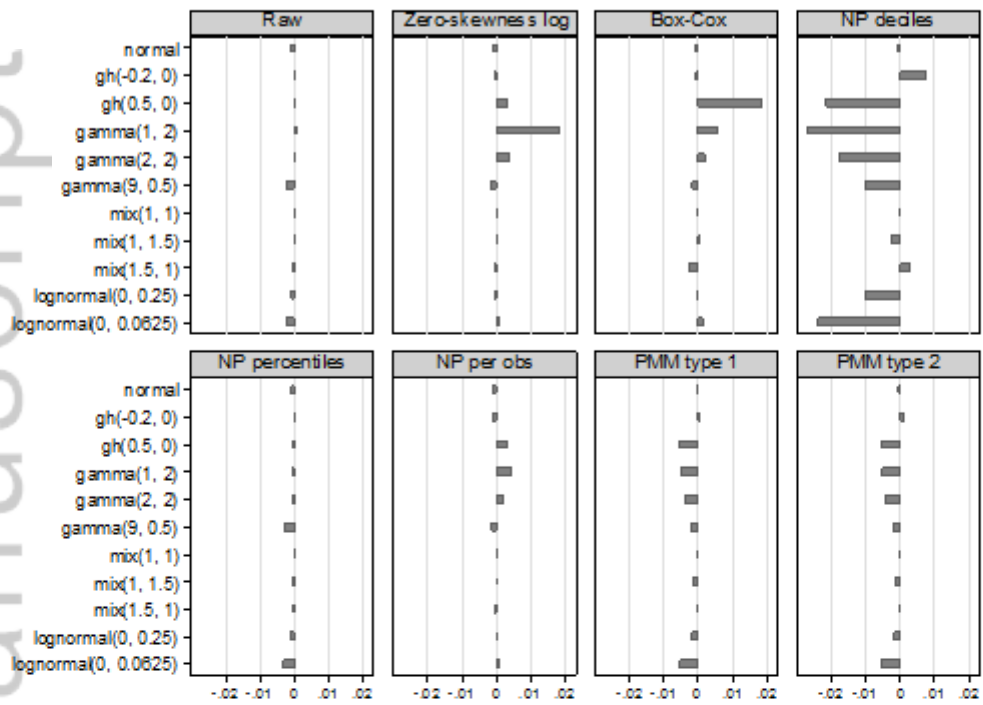 Raw Zero-skewness log Box-Cox NP deciles
normal
gh(-0.2, 0)
gh(0.5, 0)
gamma(1, 2)
gamma(2, 2)
gamma(9, 0.5)
mix(1, 1)
mix(1, 1.5)
mix(1.5, 1)
lognormal(0, 0.25)
lognormal(0, 0.0625)
NP percentiles NP per obs PMM type 1 PMM type 2
normal
gh(-0.2, 0)
gh(0.5, 0)
gamma(1, 2)
gamma(2, 2)
gamma(9, 0.5)
mix(1, 1)
mix(1, 1.5)
mix(1.5, 1)
lognormal(0, 0.25)
lognormal(0, 0.0625)
-.02 -.01 0 .01 .02 -.02 -.01 0 .01 .02 -.02 -.01 0 .01 .02 -.02 -.01 0 .01 .02